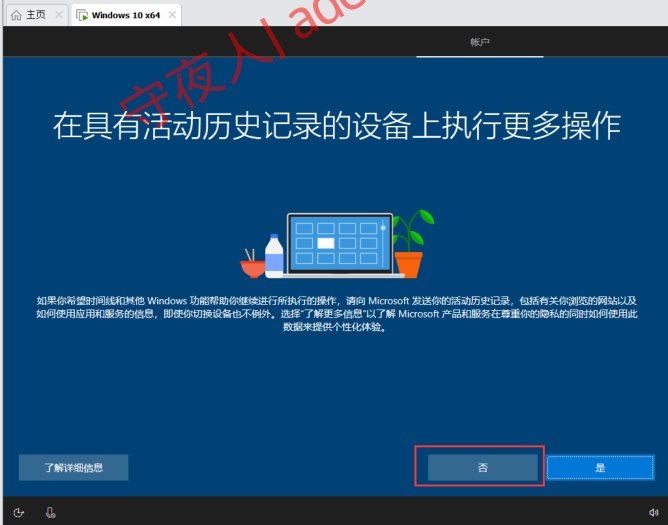 主页
Windows 10 x64
帐户
守夜人
在具有活动历史记录的设备上执行更多操作
如果你希望时间线和其他 Windows 功能帮助你继续进行所执行的操作，请向 Microsoft 发送你的活动历史记录，包括有关你浏览的网站以及
如何使用应用和服务的信息，即使你切换设备也不例外。选择“了解更多信息”以了解 Microsoft 产品和服务在尊重你的隐私的同时如何使用此
数据来提供个性化体验。
了解详细信息
否
是